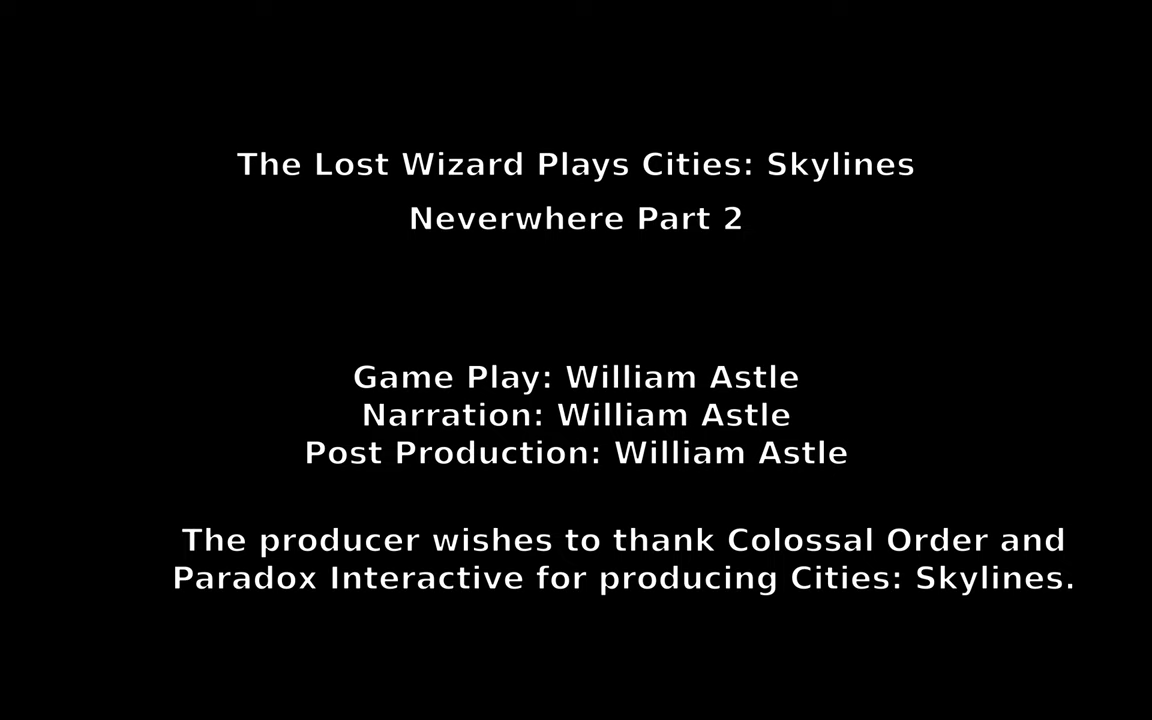 The Lost Wizard Plays Cities: Skylines
Neverwhere Part 2
Game Play: William Astle
Narration: William Astle
Post Production: William Astle
The producer wishes to thank Colossal Order and
Paradox Interactive for producing Cities: Skylines.